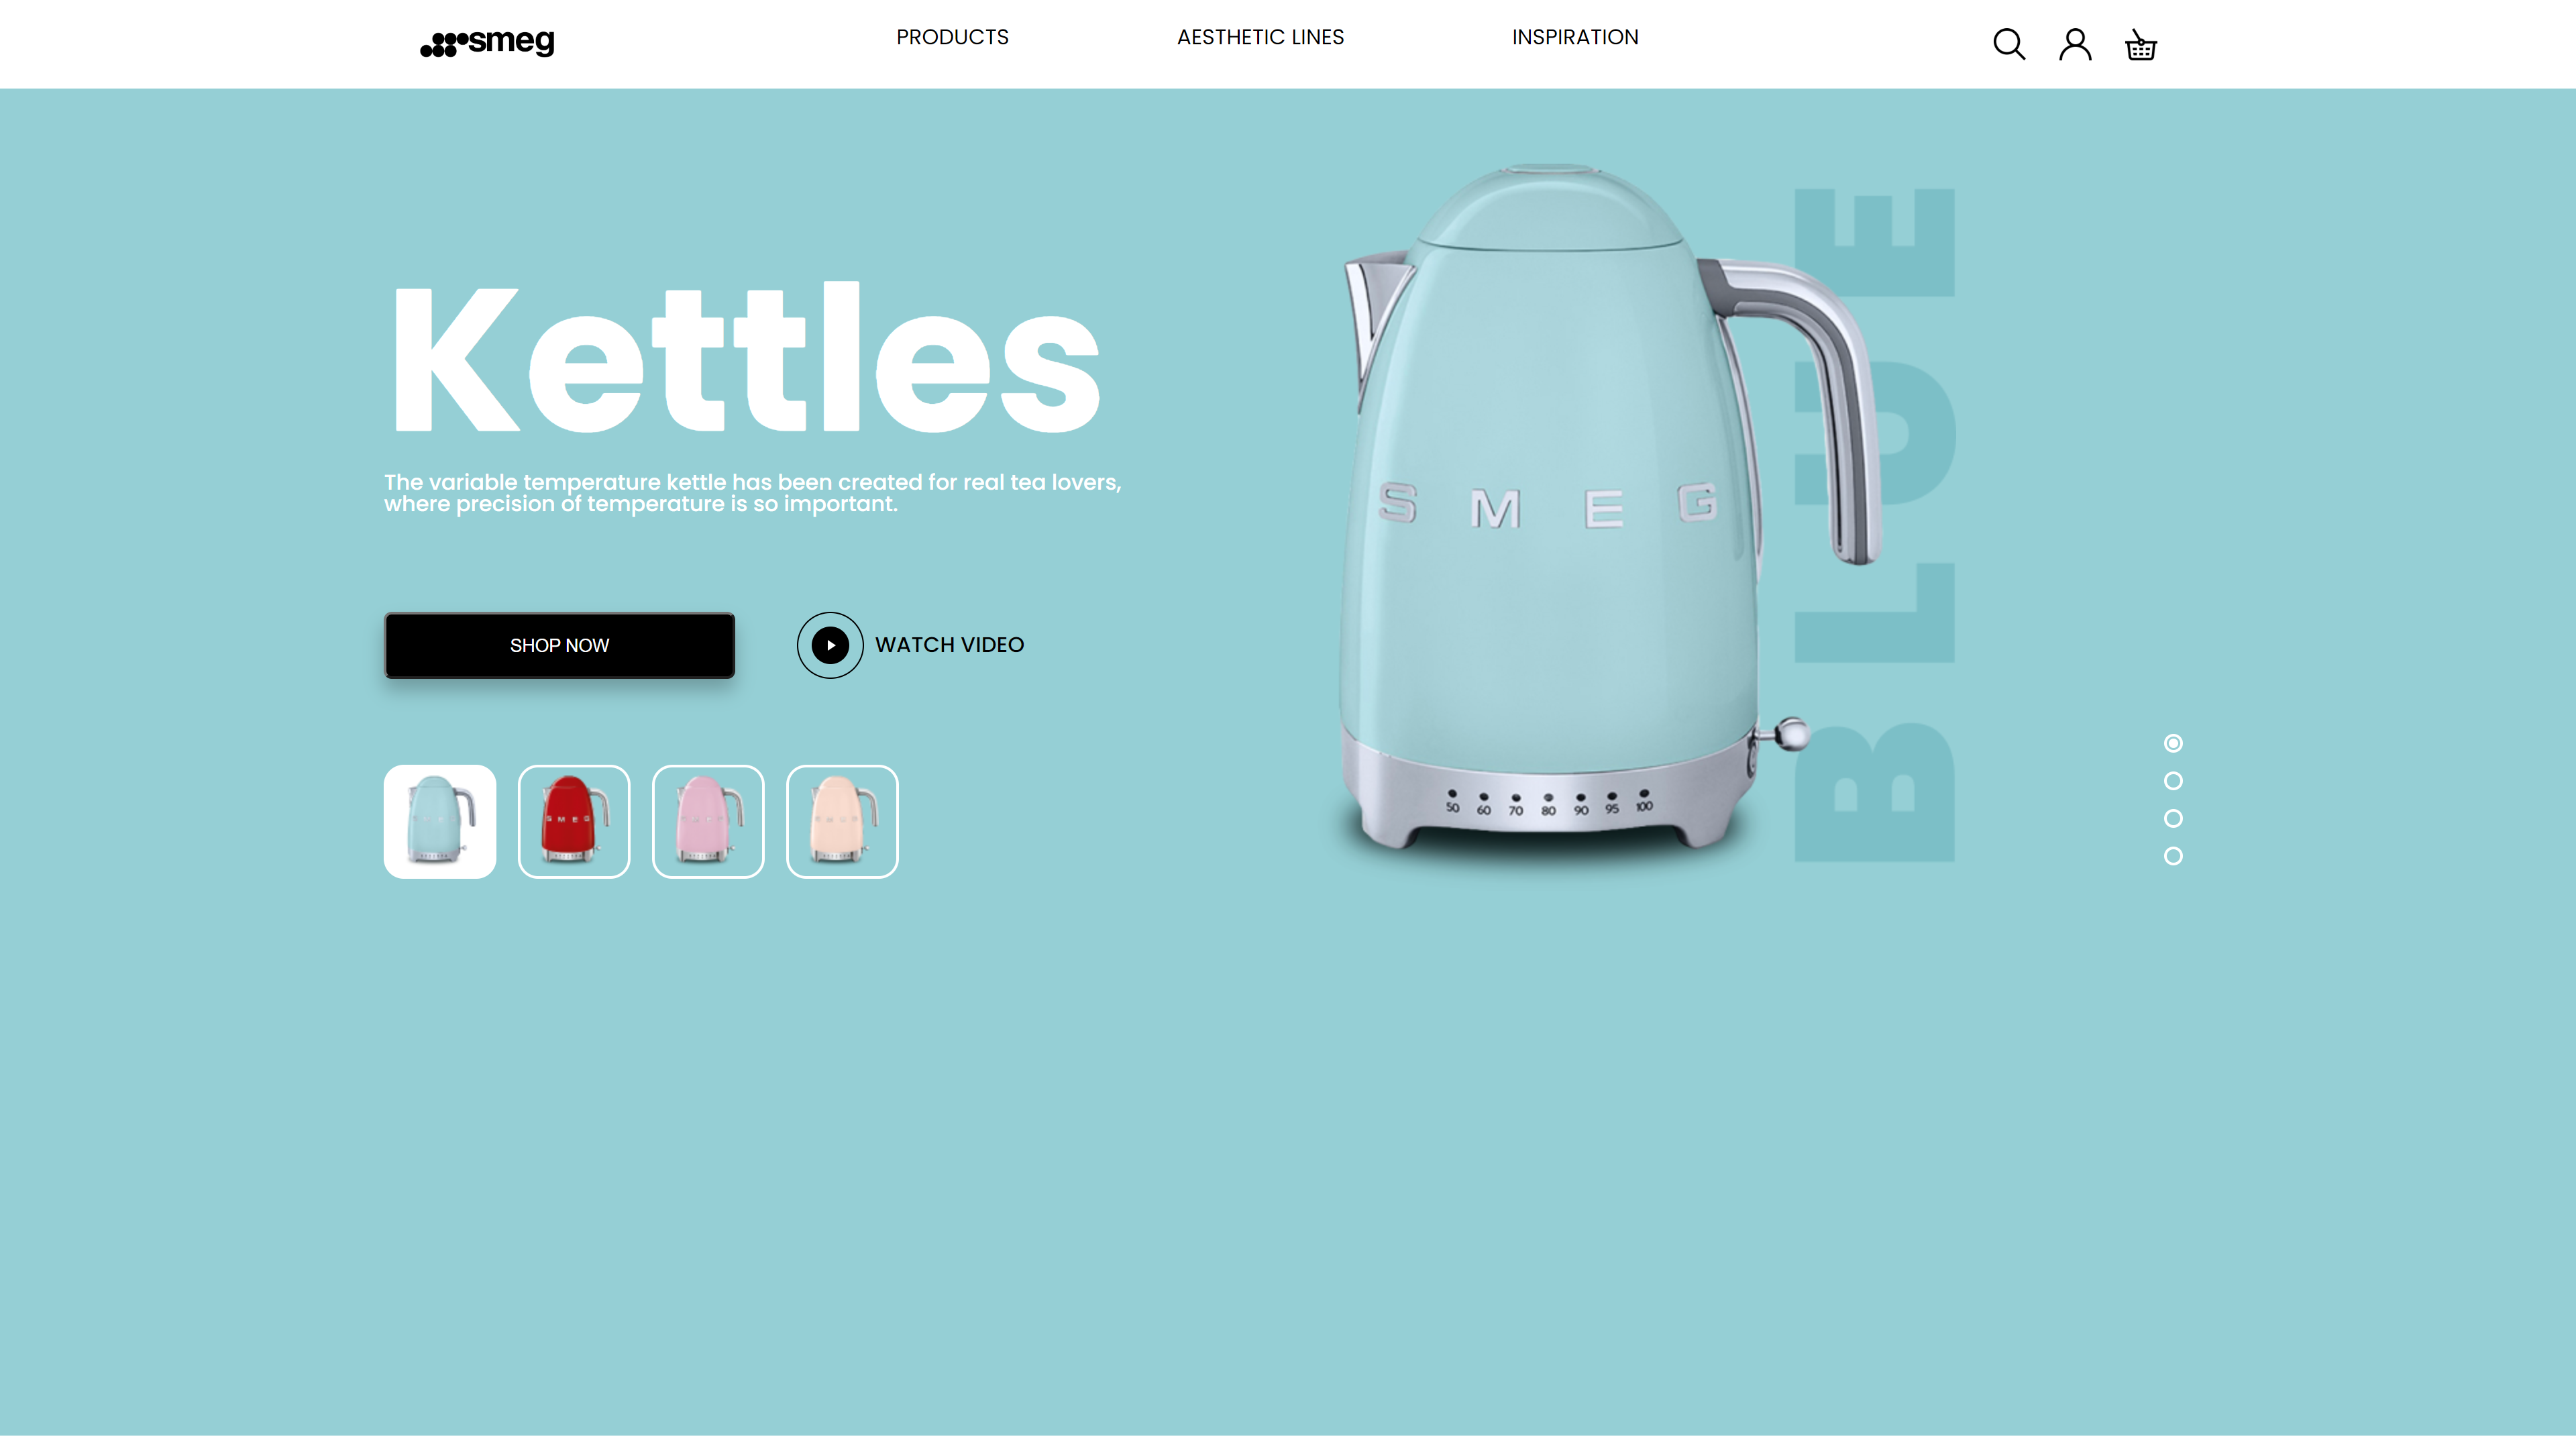 smeg
PRODUCTS
AESTHETIC LINES
INSPIRATION
Kettles
The variable temperature kettle has been created for real tea lovers,
where precision of temperature is so important.
SHOP NOW
WATCH VIDEO
SMEG
50 60 70 80 90 95 100
BLUE
SMEG